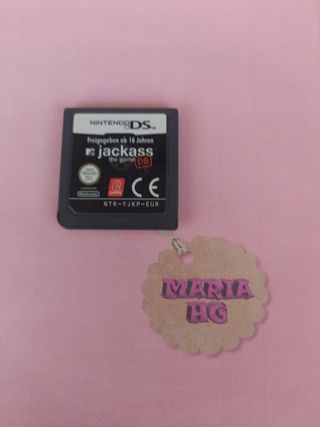 NINTENDO DS
Freigegeben ab 16 Jahren
jackass
the game DS
CE
NTR-YJKP-EUR
MARIA
HG